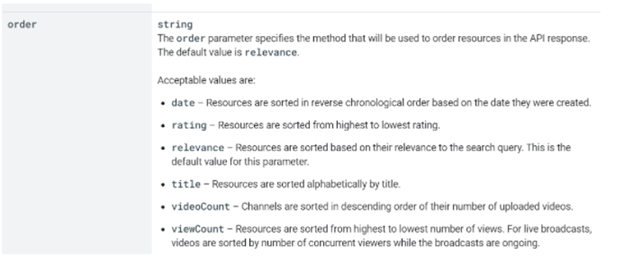 order
string
The order parameter specifies the method that will be used to order resources in the API response.
The default value is relevance.
Acceptable values are:
• date – Resources are sorted in reverse chronological order based on the date they were created.
• rating – Resources are sorted from highest to lowest rating.
• relevance – Resources are sorted based on their relevance to the search query. This is the
default value for this parameter.
• title – Resources are sorted alphabetically by title.
• videoCount – Channels are sorted in descending order of their number of uploaded videos.
• viewCount – Resources are sorted from highest to lowest number of views. For live broadcasts,
videos are sorted by number of concurrent viewers while the broadcasts are ongoing.